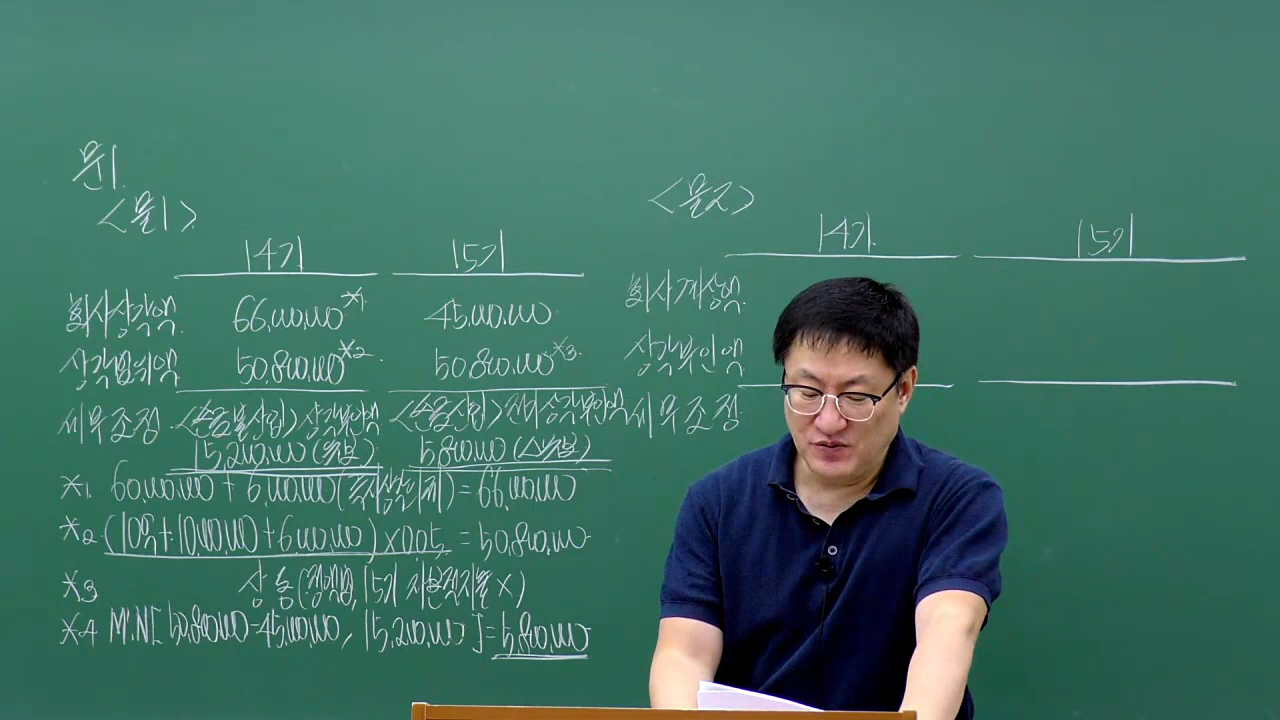 문1.
<물1>
14기 15기
회사상각액 66,000,000*1. 45,000,000
상각범위액 50,800,000*2. 50,800,000*3.
세무조정 <손금불산입> 상각부인액 <손금산입> 전기상각부인액
15,200,000 (유보) 5,800,000 (△유보)
*1. 60,000,000 + 6,000,000 (즉시상각의제) = 66,000,000
*2. (10억 + 10,000,000 + 6,000,000) × 0.05 = 50,800,000
*3 상동 (정액법, 15기 자본적지출 ×)
*4 MIN[ 50,800,000 - 45,000,000, 15,200,000 ] = 5,800,000
<물2>
14기. 15기
회사계상액
상각부인액
세무조정